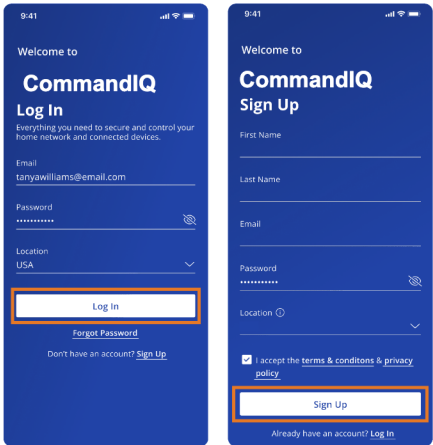 9:41
Welcome to
CommandIQ
Log In
Everything you need to secure and control your
home network and connected devices.
Email
tanyawilliams@email.com
Password
•••••••••••
Location
USA
Log In
Forgot Password
Don't have an account? Sign Up
9:41
Welcome to
CommandIQ
Sign Up
First Name
Last Name
Email
Password
•••••••••••
Location
I accept the terms & conditons & privacy
policy
Sign Up
Already have an account? Log In